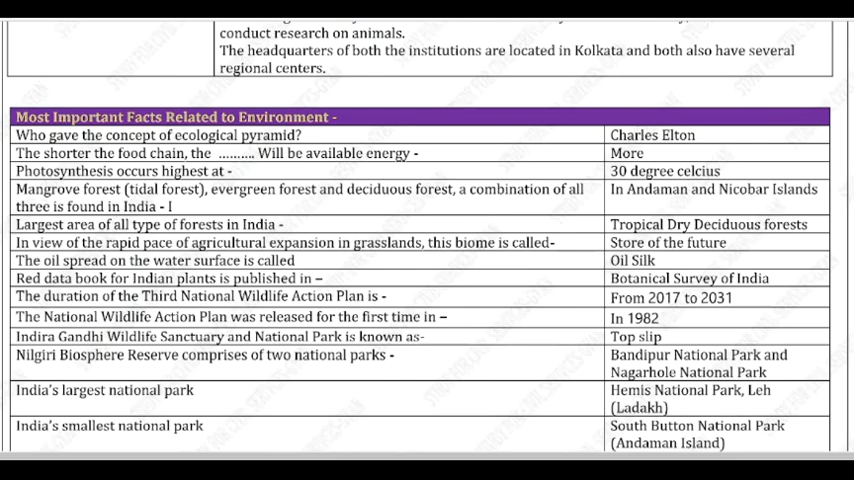 conduct research on animals.
The headquarters of both the institutions are located in Kolkata and both also have several
regional centers.
Most Important Facts Related to Environment -
Who gave the concept of ecological pyramid? Charles Elton
The shorter the food chain, the .......... Will be available energy - More
Photosynthesis occurs highest at - 30 degree celcius
Mangrove forest (tidal forest), evergreen forest and deciduous forest, a combination of all In Andaman and Nicobar Islands
three is found in India - I
Largest area of all type of forests in India - Tropical Dry Deciduous forests
In view of the rapid pace of agricultural expansion in grasslands, this biome is called- Store of the future
The oil spread on the water surface is called Oil Silk
Red data book for Indian plants is published in – Botanical Survey of India
The duration of the Third National Wildlife Action Plan is - From 2017 to 2031
The National Wildlife Action Plan was released for the first time in – In 1982
Indira Gandhi Wildlife Sanctuary and National Park is known as- Top slip
Nilgiri Biosphere Reserve comprises of two national parks - Bandipur National Park and
Nagarhole National Park
India's largest national park Hemis National Park, Leh
(Ladakh)
India's smallest national park South Button National Park
(Andaman Island)